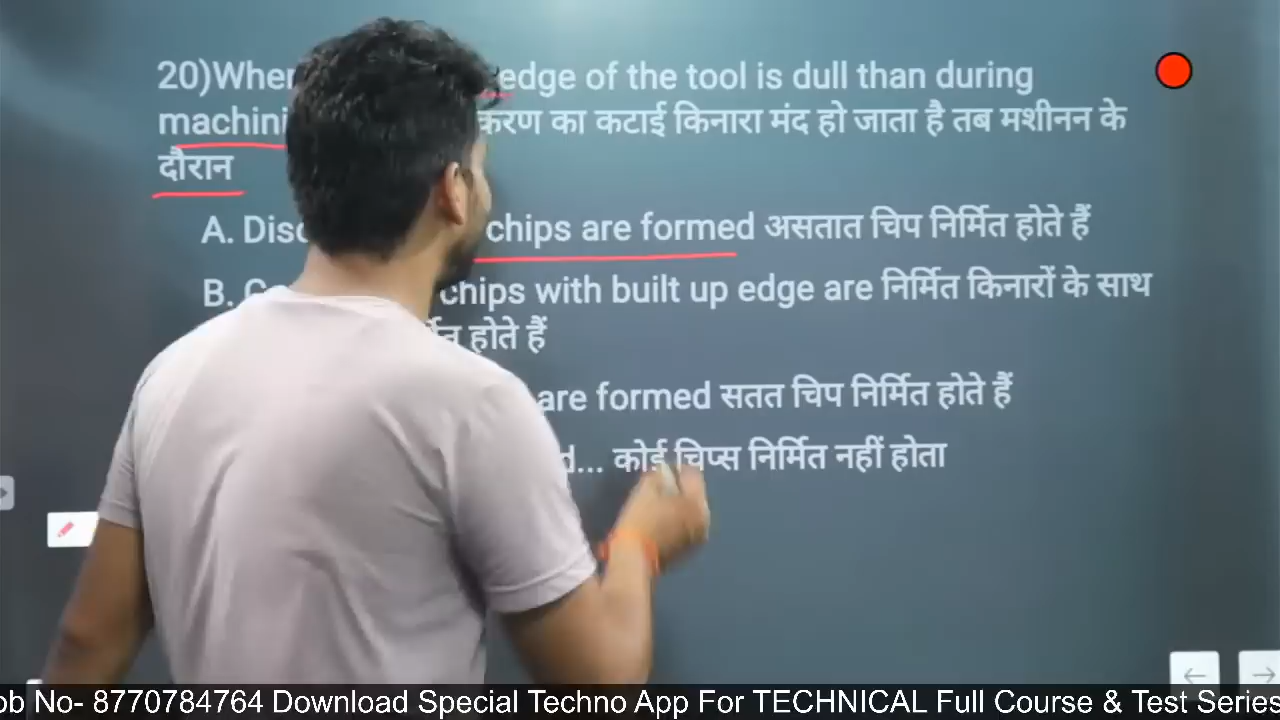 20)When edge of the tool is dull than during
machini करण का कटाई किनारा मंद हो जाता है तब मशीनन के
दौरान
A. Disc chips are formed असतात चिप निर्मित होते हैं
B. C chips with built up edge are निर्मित किनारों के साथ
होते हैं
are formed सतत चिप निर्मित होते हैं
d... कोई चिप्स निर्मित नहीं होता
ob No- 8770784764 Download Special Techno App For TECHNICAL Full Course & Test Series